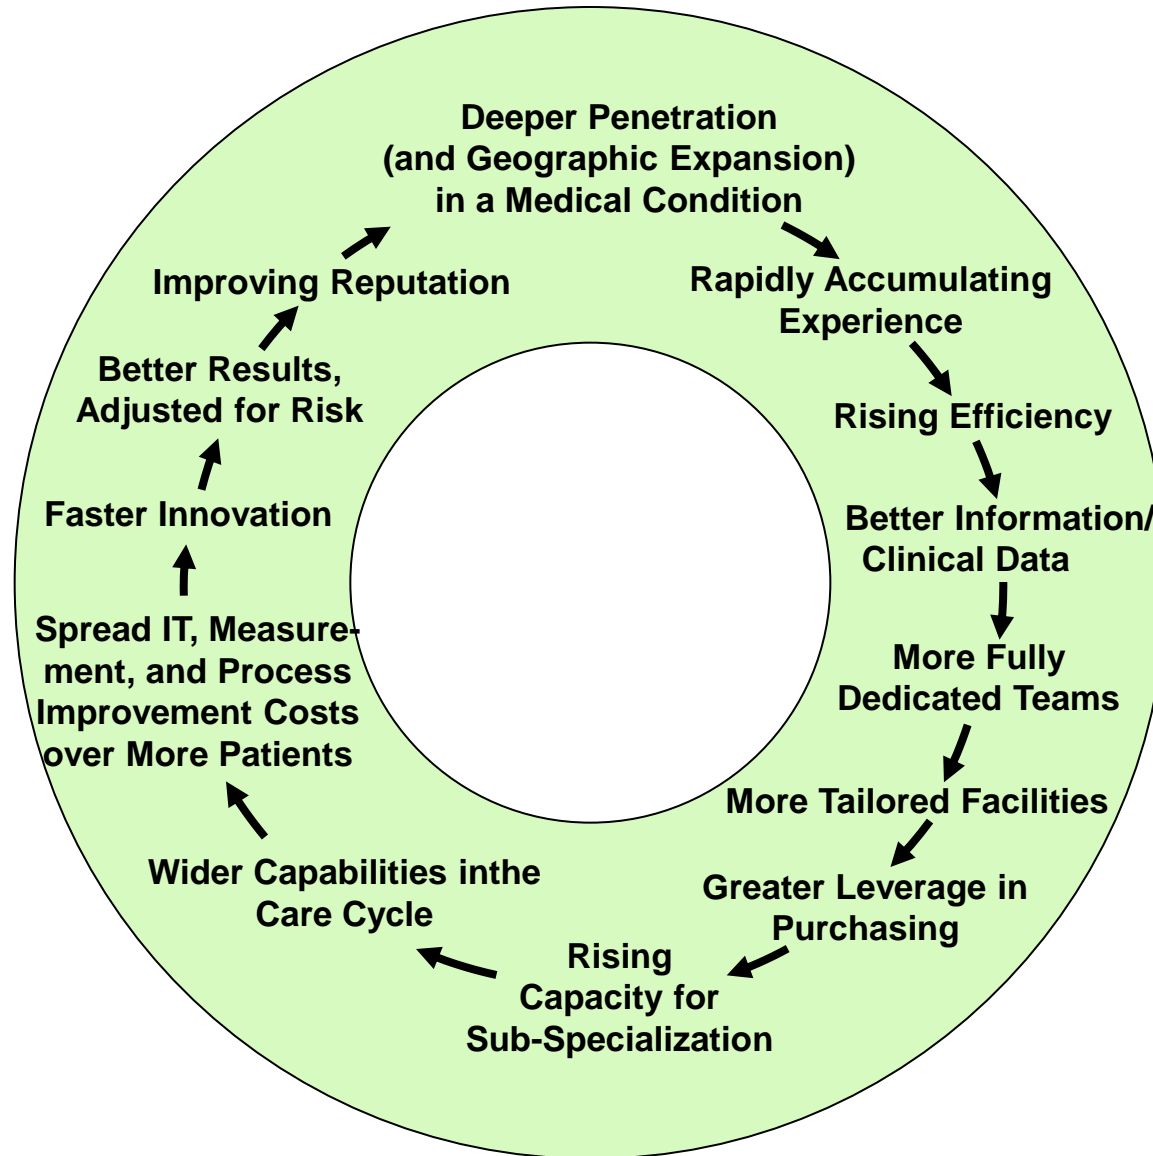 Deeper Penetration
(and Geographic Expansion)
in a Medical Condition
Rapidly Accumulating
Experience
Rising Efficiency
Better Information/
Clinical Data
More Fully
Dedicated Teams
More Tailored Facilities
Greater Leverage in
Purchasing
Rising
Capacity for
Sub-Specialization
Wider Capabilities inthe
Care Cycle
Spread IT, Measure-
ment, and Process
Improvement Costs
over More Patients
Faster Innovation
Better Results,
Adjusted for Risk
Improving Reputation